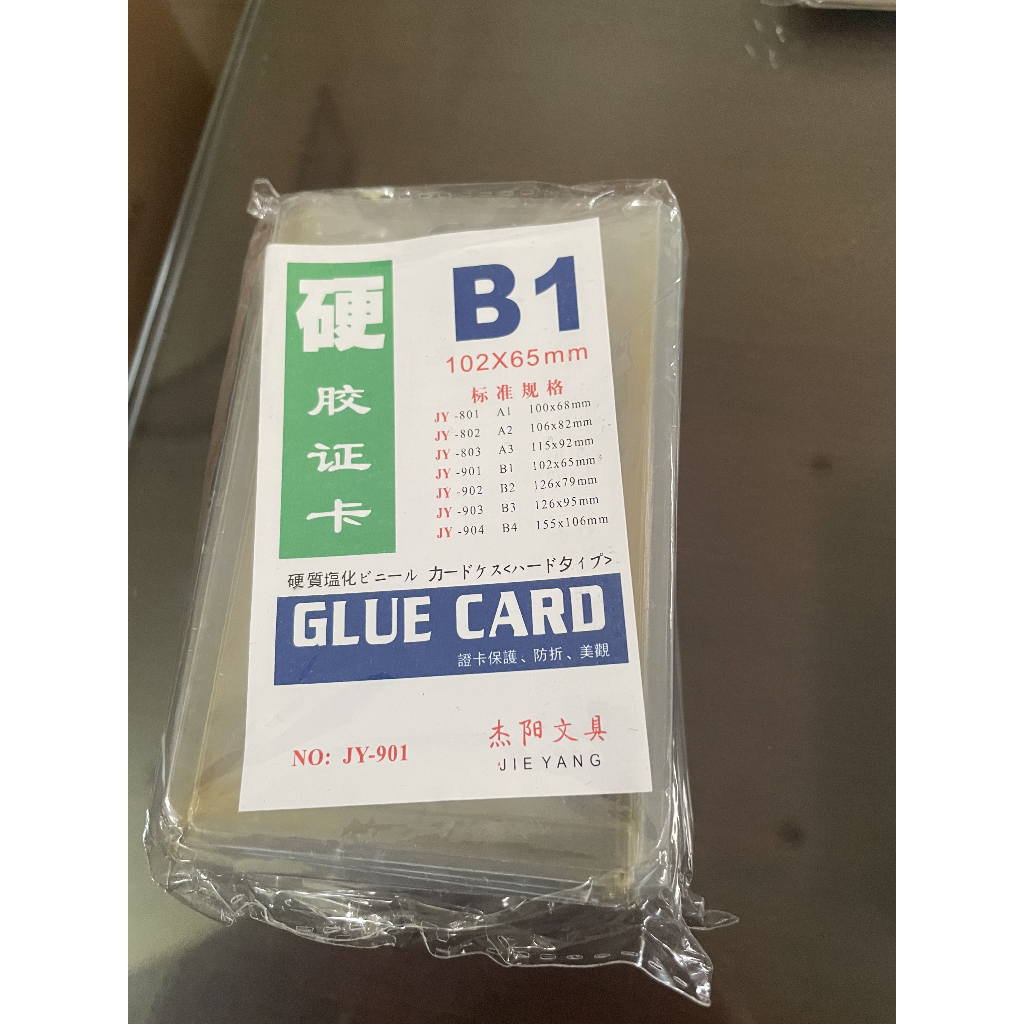 硬
胶
证
卡
B1
102X65mm
标准规格
JY-801 A1 100x68mm
JY-802 A2 106x82mm
JY-803 A3 115x92mm
JY-901 B1 102x65mm
JY-902 B2 126x79mm
JY-903 B3 126x95mm
JY-904 B4 155x106mm
硬質塩化ビニール カードケス<ハードタイプ>
GLUE CARD
證卡保護、防折、美觀
NO: JY-901
杰阳文具
JIE YANG